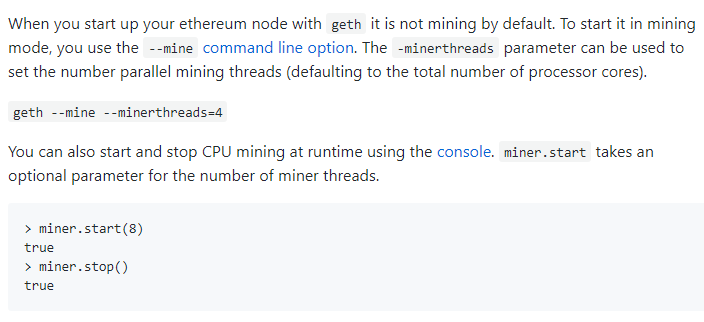 When you start up your ethereum node with geth it is not mining by default. To start it in mining
mode, you use the --mine command line option. The -minerthreads parameter can be used to
set the number parallel mining threads (defaulting to the total number of processor cores).
geth --mine --minerthreads=4
You can also start and stop CPU mining at runtime using the console. miner.start takes an
optional parameter for the number of miner threads.
> miner.start(8)
true
> miner.stop()
true